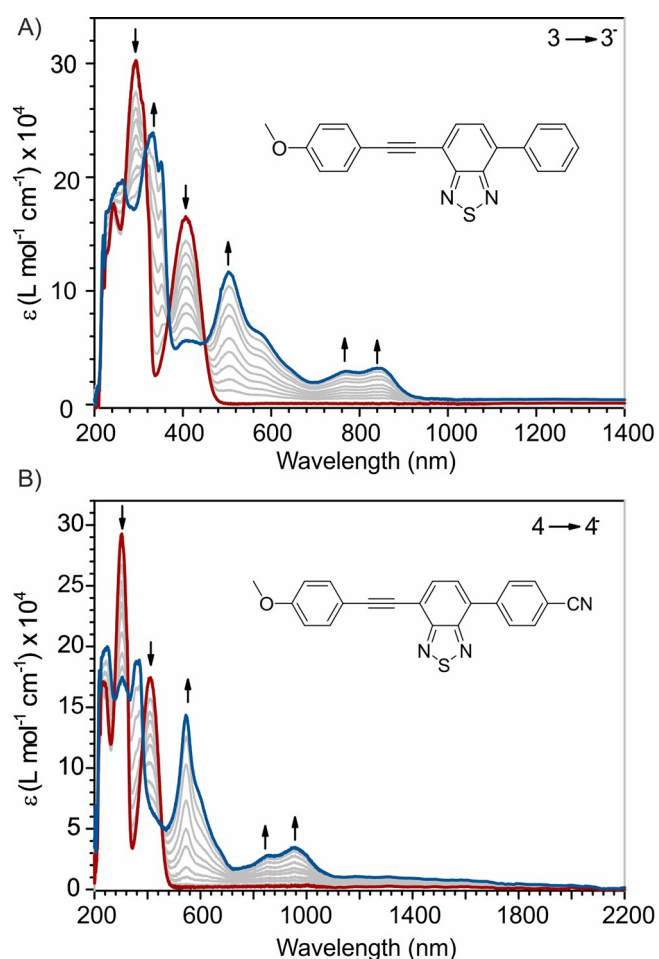 A)
3 → 3⁻
30
20
10
0
ε (L mol⁻¹ cm⁻¹) x 10⁴
O
N
N
S
200 400 600 800 1000 1200 1400
Wavelength (nm)
B)
4 → 4⁻
30
25
20
15
10
5
0
ε (L mol⁻¹ cm⁻¹) x 10⁴
O
CN
N
N
S
200 600 1000 1400 1800 2200
Wavelength (nm)